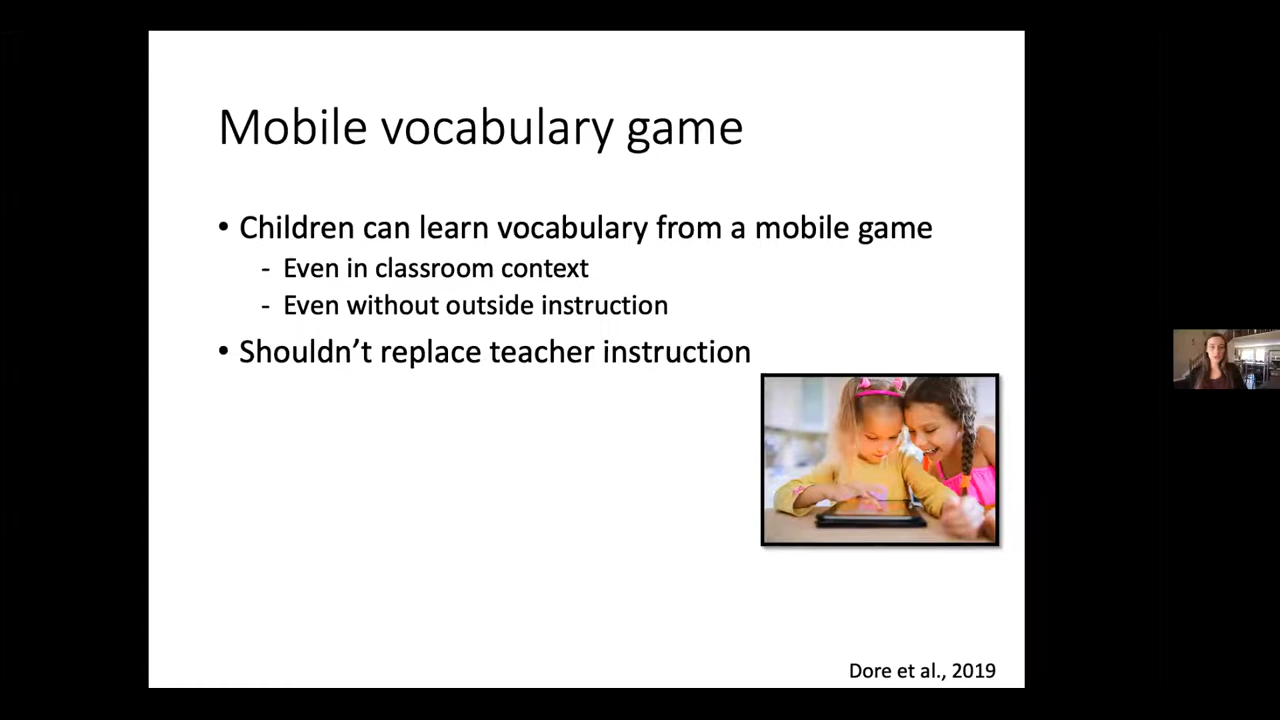 Mobile vocabulary game
• Children can learn vocabulary from a mobile game
- Even in classroom context
- Even without outside instruction
• Shouldn’t replace teacher instruction
Dore et al., 2019